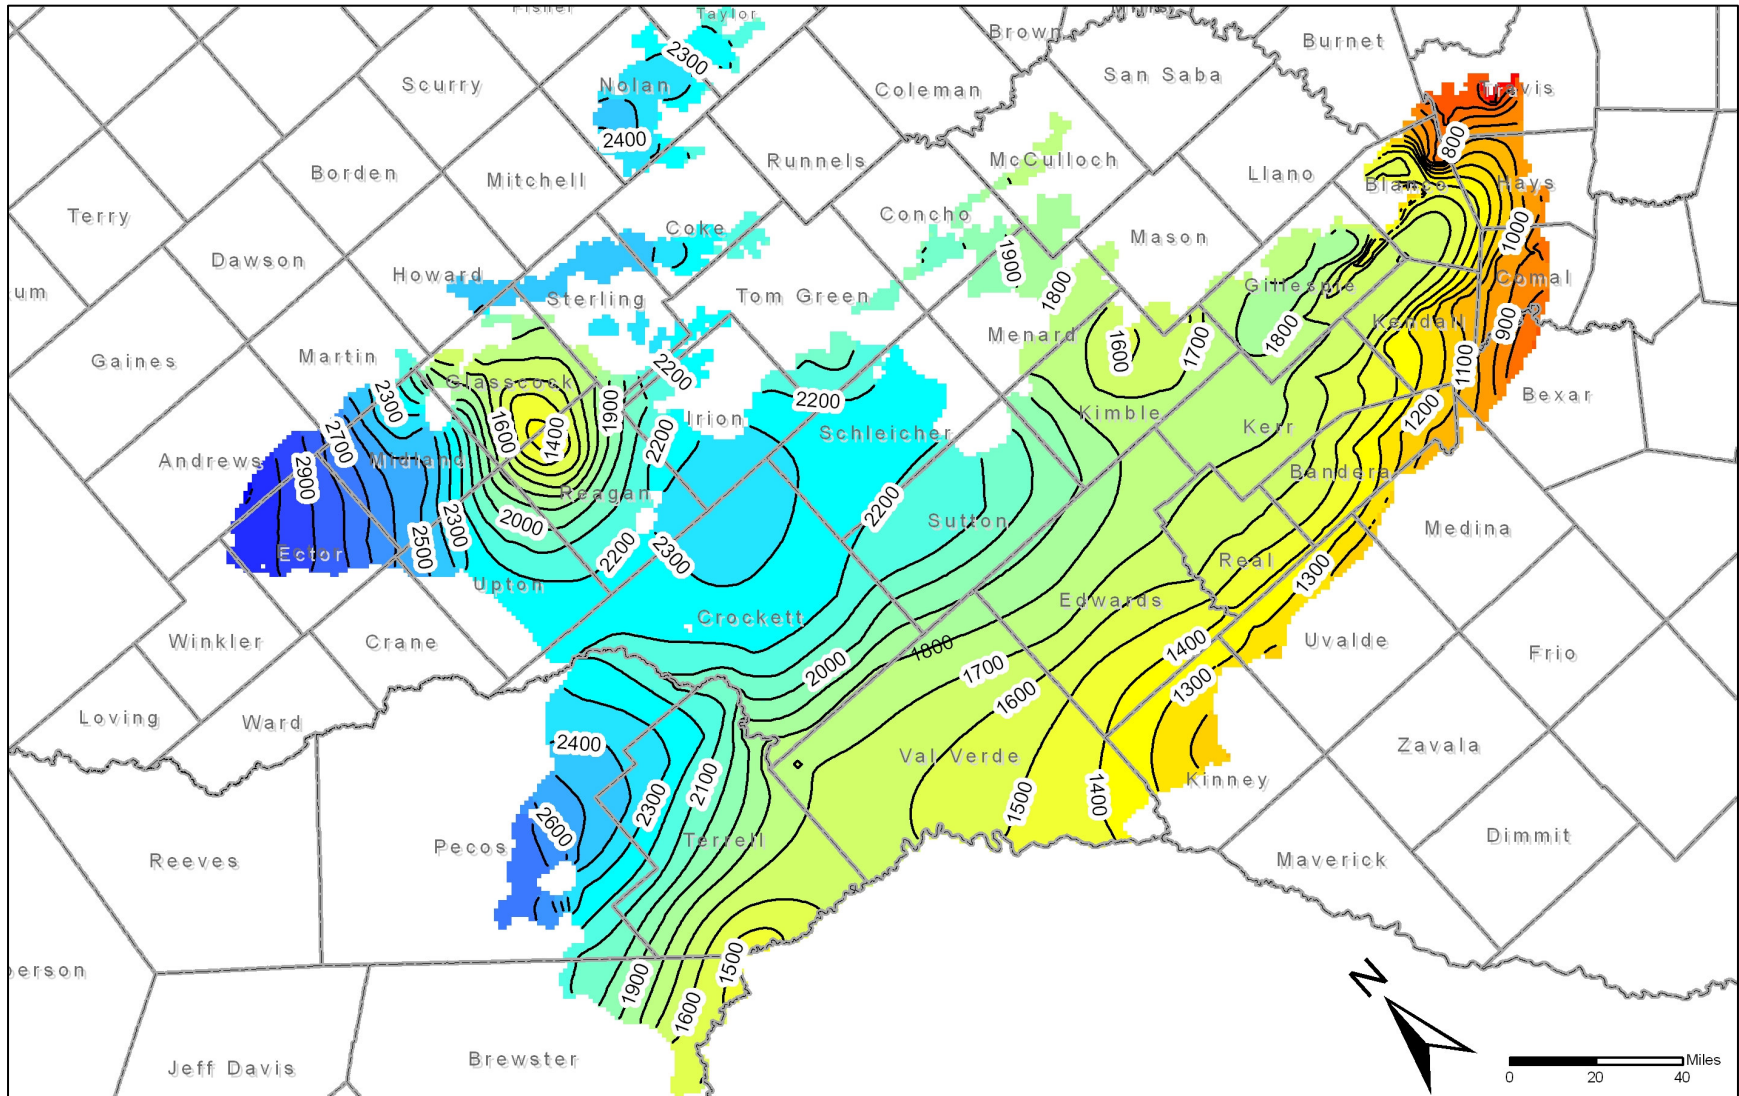 Taylor
Brown
Burnet
2300
San Saba
Scurry
Nolan
Coleman
Travis
2400
800
Borden
Mitchell
Runnels
McCulloch
Llano
Blanco
Hays
Terry
Coke
Concho
Mason
1000
Dawson
Howard
1900
Comal
um
Sterling
Tom Green
1800
Gillespie
Gaines
Martin
Menard
1600
1700
1800
Kendall
900
2200
1100
Glasscock
Bexar
2300
1600
1400
1900
Irion
2200
Kimble
1200
2700
Schleicher
Kerr
Andrews
Midland
2200
Bandera
2900
Reagan
2200
Sutton
Medina
2300
2000
Ector
2500
2200
2300
Real
1300
Upton
Crockett
Edwards
Winkler
Crane
1800
1400
Uvalde
Frio
2000
1700
1300
Loving
Ward
1600
2400
Val Verde
Zavala
2100
Kinney
2300
1500
1400
2600
Terrell
Dimmit
Reeves
Pecos
Maverick
1500
person
1900
N
1600
Brewster
Jeff Davis
Miles
0 20 40